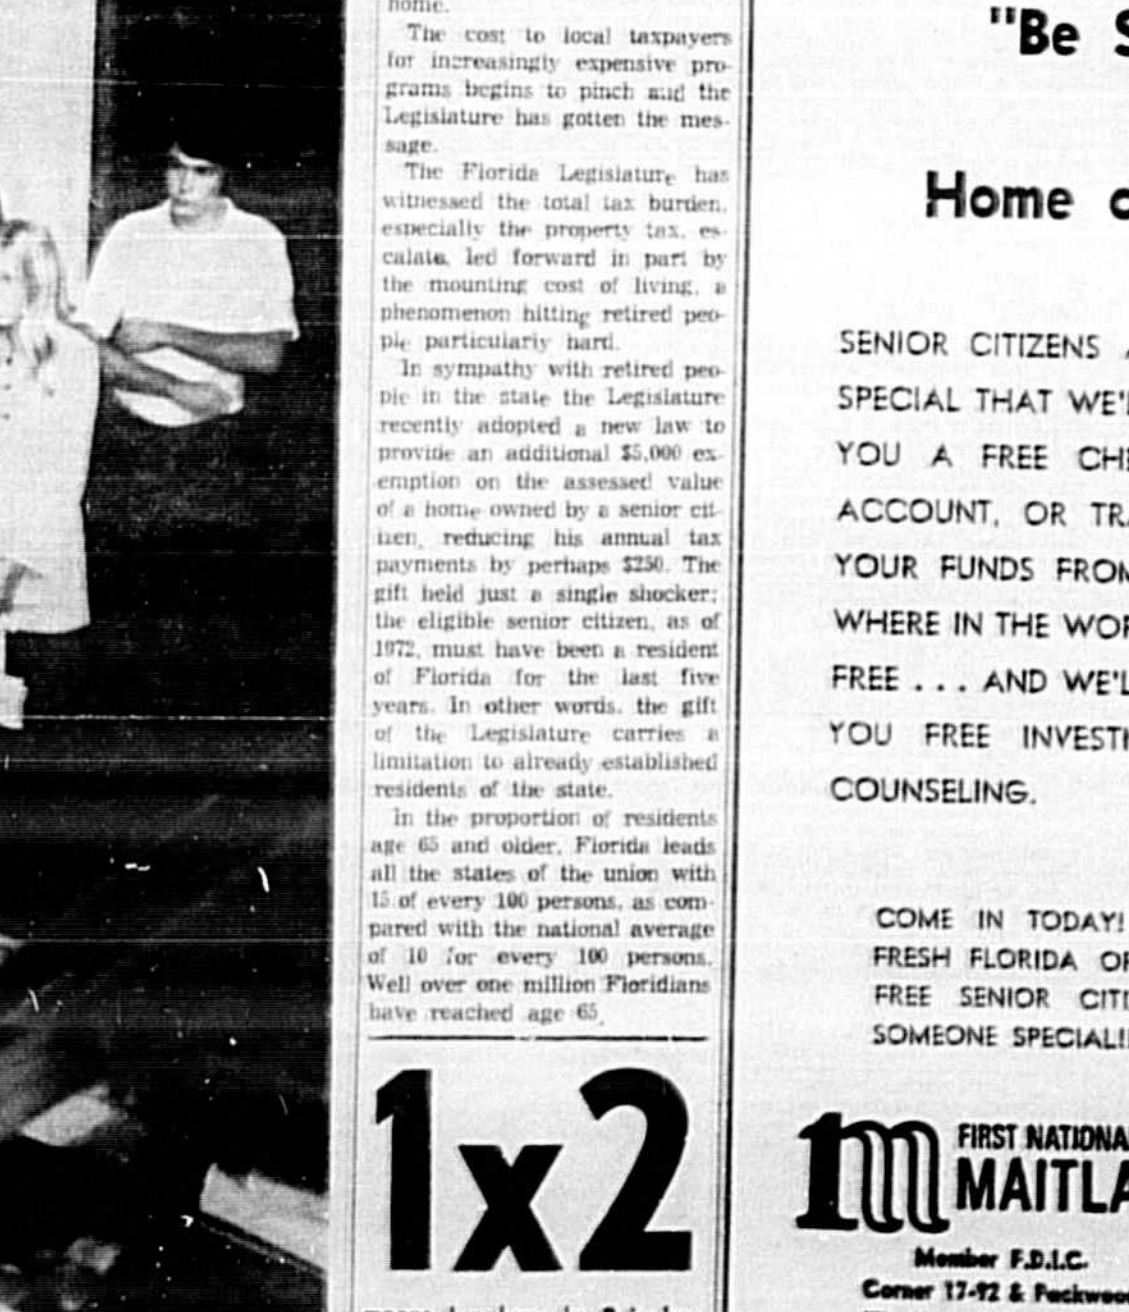 home.
The cost to local taxpayers
for increasingly expensive pro-
grams begins to pinch and the
Legislature has gotten the mes-
sage.
The Florida Legislature has
witnessed the total tax burden,
especially the property tax, es-
calate, led forward in part by
the mounting cost of living, a
phenomenon hitting retired peo-
ple particularly hard.
In sympathy with retired peo-
ple in the state the Legislature
recently adopted a new law to
provide an additional $5,000 ex-
emption on the assessed value
of a home owned by a senior cit-
izen, reducing his annual tax
payments by perhaps $250. The
gift held just a single shocker:
the eligible senior citizen, as of
1972, must have been a resident
of Florida for the last five
years. In other words, the gift
of the Legislature carries a
limitation to already established
residents of the state.
In the proportion of residents
age 65 and older, Florida leads
all the states of the union with
15 of every 100 persons, as com-
pared with the national average
of 10 for every 100 persons.
Well over one million Floridians
have reached age 65.
1x2
"Be S
Home o
SENIOR CITIZENS A
SPECIAL THAT WE'L
YOU A FREE CHE
ACCOUNT, OR TRA
YOUR FUNDS FROM
WHERE IN THE WOR
FREE . . . AND WE'L
YOU FREE INVESTM
COUNSELING.
COME IN TODAY!
FRESH FLORIDA OR
FREE SENIOR CITI
SOMEONE SPECIAL!
FIRST NATIONA
MAITLA
Member F.D.I.C.
Corner 17-92 & Packwood